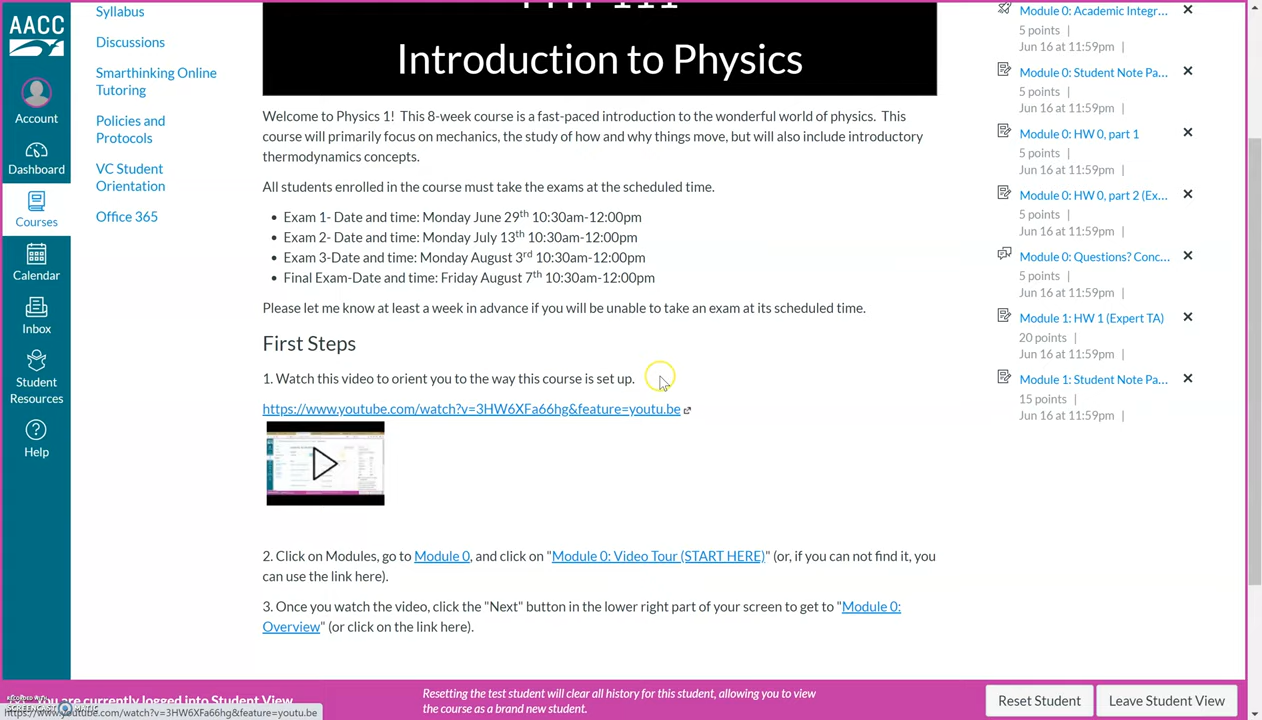 AACC
Account
Dashboard
Courses
Calendar
Inbox
Student
Resources
Help
Syllabus
Discussions
Smarthinking Online
Tutoring
Policies and
Protocols
VC Student
Orientation
Office 365
Introduction to Physics
Welcome to Physics 1! This 8-week course is a fast-paced introduction to the wonderful world of physics. This
course will primarily focus on mechanics, the study of how and why things move, but will also include introductory
thermodynamics concepts.
All students enrolled in the course must take the exams at the scheduled time.
Exam 1- Date and time: Monday June 29th 10:30am-12:00pm
Exam 2- Date and time: Monday July 13th 10:30am-12:00pm
Exam 3-Date and time: Monday August 3rd 10:30am-12:00pm
Final Exam-Date and time: Friday August 7th 10:30am-12:00pm
Please let me know at least a week in advance if you will be unable to take an exam at its scheduled time.
First Steps
1. Watch this video to orient you to the way this course is set up.
https://www.youtube.com/watch?v=3HW6XFa66hg&feature=youtu.be
2. Click on Modules, go to Module 0, and click on "Module 0: Video Tour (START HERE)" (or, if you can not find it, you
can use the link here).
3. Once you watch the video, click the "Next" button in the lower right part of your screen to get to "Module 0:
Overview" (or click on the link here).
Module 0: Academic Integr...
5 points |
Jun 16 at 11:59pm |
Module 0: Student Note Pa...
5 points |
Jun 16 at 11:59pm |
Module 0: HW 0, part 1
5 points |
Jun 16 at 11:59pm |
Module 0: HW 0, part 2 (Ex...
5 points |
Jun 16 at 11:59pm |
Module 0: Questions? Conc...
5 points |
Jun 16 at 11:59pm |
Module 1: HW 1 (Expert TA)
20 points |
Jun 16 at 11:59pm |
Module 1: Student Note Pa...
15 points |
Jun 16 at 11:59pm |
RECORDED WITH
SCREENCAST MATIC
You are currently logged into Student View
Resetting the test student will clear all history for this student, allowing you to view
the course as a brand new student.
Reset Student
Leave Student View
https://www.youtube.com/watch?v=3HW6XFa66hg&feature=youtu.be